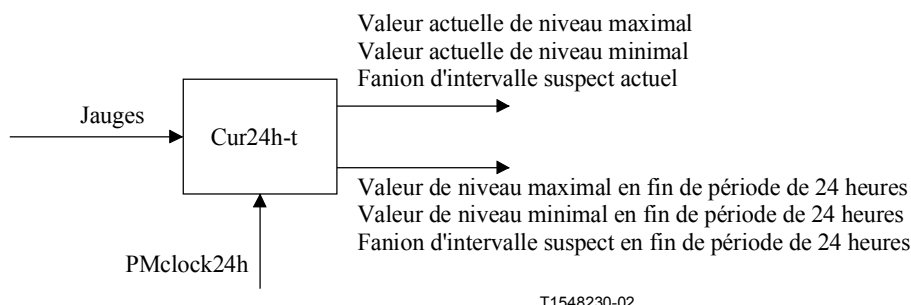 Valeur actuelle de niveau maximal
Valeur actuelle de niveau minimal
Fanion d'intervalle suspect actuel
Jauges
Cur24h-t
Valeur de niveau maximal en fin de période de 24 heures
Valeur de niveau minimal en fin de période de 24 heures
Fanion d'intervalle suspect en fin de période de 24 heures
PMclock24h
T1548230-02